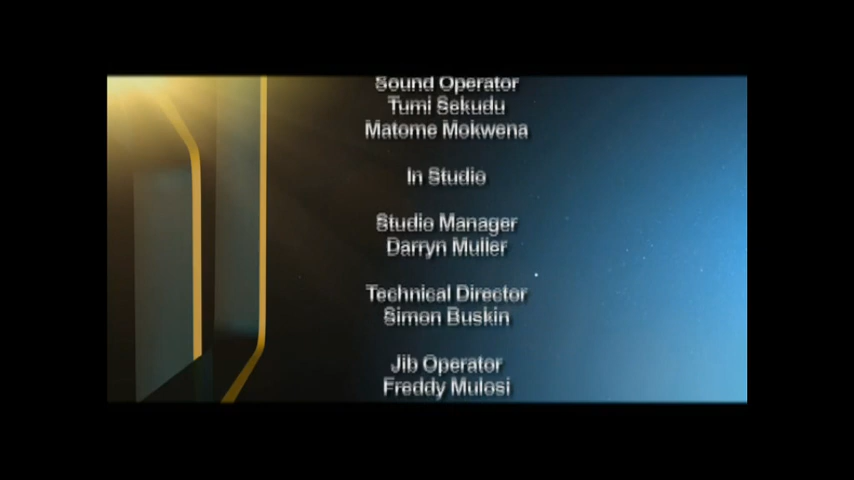 Sound Operator
Tumi Sekudu
Matome Mokwena
In Studio
Studio Manager
Darryn Muller
Technical Director
Simon Buskin
Jib Operator
Freddy Mulosi